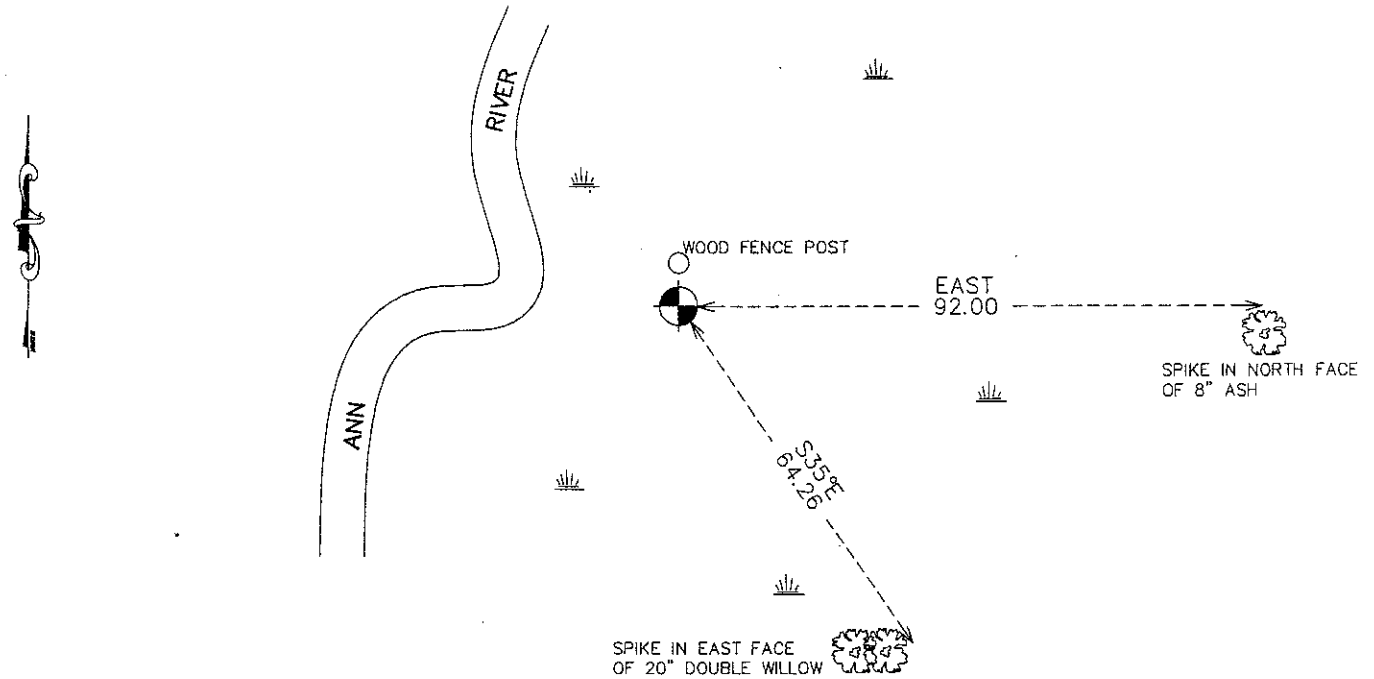 RIVER
WOOD FENCE POST
EAST
92.00
SPIKE IN NORTH FACE
OF 8" ASH
ANN
S35°E
64.26
SPIKE IN EAST FACE
OF 20" DOUBLE WILLOW